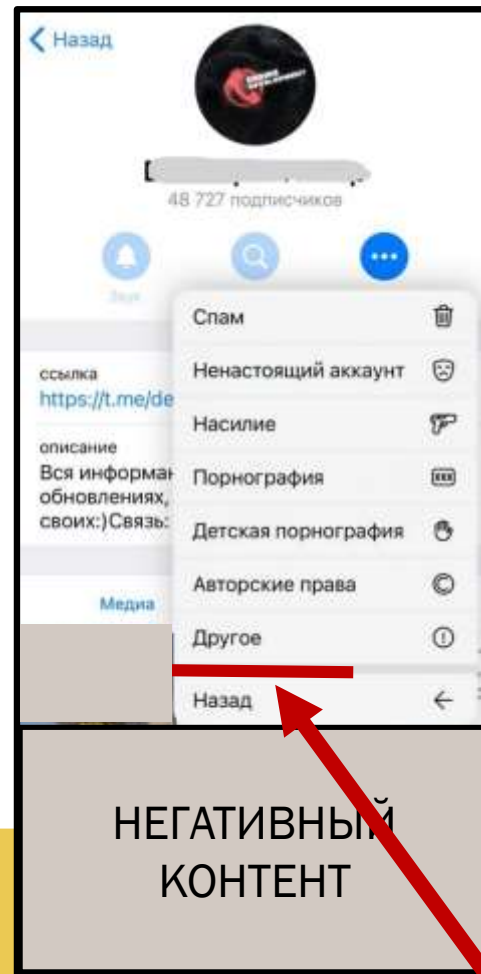 Назад
48 727 подписчиков
Звук
Спам
Ненастоящий аккаунт
Насилие
Порнография
Детская порнография
Авторские права
Другое
Назад
ссылка
https://t.me/de
описание
Вся информац
обновлениях,
своих:)Связь:
Медиа
НЕГАТИВНЫЙ
КОНТЕНТ